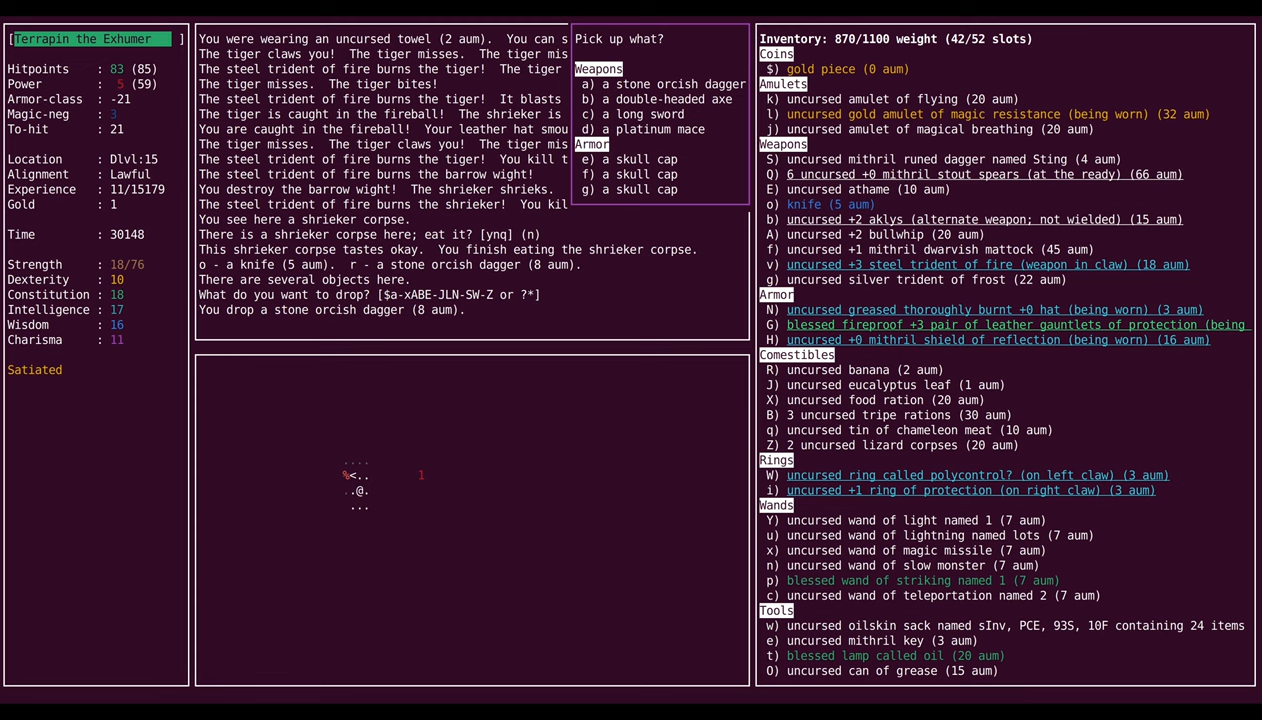 [Terrapin the Exhumer ]
Hitpoints : 83 (85)
Power : 5 (59)
Armor-class : -21
Magic-neg : 3
To-hit : 21
Location : Dlvl:15
Alignment : Lawful
Experience : 11/15179
Gold : 1
Time : 30148
Strength : 18/76
Dexterity : 10
Constitution : 18
Intelligence : 17
Wisdom : 16
Charisma : 11
Satiated
You were wearing an uncursed towel (2 aum). You can s
The tiger claws you! The tiger misses. The tiger mis
The steel trident of fire burns the tiger! The tiger
The tiger misses. The tiger bites!
The steel trident of fire burns the tiger! It blasts
The tiger is caught in the fireball! The shrieker is
You are caught in the fireball! Your leather hat smou
The tiger misses. The tiger claws you! The tiger mis
The steel trident of fire burns the tiger! You kill t
The steel trident of fire burns the barrow wight!
You destroy the barrow wight! The shrieker shrieks.
The steel trident of fire burns the shrieker! You kil
You see here a shrieker corpse.
There is a shrieker corpse here; eat it? [ynq] (n)
This shrieker corpse tastes okay. You finish eating the shrieker corpse.
o - a knife (5 aum). r - a stone orcish dagger (8 aum).
There are several objects here.
What do you want to drop? [$a-xABE-JLN-SW-Z or ?*]
You drop a stone orcish dagger (8 aum).
Pick up what?
Weapons
a) a stone orcish dagger
b) a double-headed axe
c) a long sword
d) a platinum mace
Armor
e) a skull cap
f) a skull cap
g) a skull cap
....
%<.. 1
..@.
...
Inventory: 870/1100 weight (42/52 slots)
Coins
$) gold piece (0 aum)
Amulets
k) uncursed amulet of flying (20 aum)
l) uncursed gold amulet of magic resistance (being worn) (32 aum)
j) uncursed amulet of magical breathing (20 aum)
Weapons
S) uncursed mithril runed dagger named Sting (4 aum)
Q) 6 uncursed +0 mithril stout spears (at the ready) (66 aum)
E) uncursed athame (10 aum)
o) knife (5 aum)
b) uncursed +2 aklys (alternate weapon; not wielded) (15 aum)
A) uncursed +2 bullwhip (20 aum)
f) uncursed +1 mithril dwarvish mattock (45 aum)
v) uncursed +3 steel trident of fire (weapon in claw) (18 aum)
g) uncursed silver trident of frost (22 aum)
Armor
N) uncursed greased thoroughly burnt +0 hat (being worn) (3 aum)
G) blessed fireproof +3 pair of leather gauntlets of protection (being
H) uncursed +0 mithril shield of reflection (being worn) (16 aum)
Comestibles
R) uncursed banana (2 aum)
J) uncursed eucalyptus leaf (1 aum)
X) uncursed food ration (20 aum)
B) 3 uncursed tripe rations (30 aum)
q) uncursed tin of chameleon meat (10 aum)
Z) 2 uncursed lizard corpses (20 aum)
Rings
W) uncursed ring called polycontrol? (on left claw) (3 aum)
i) uncursed +1 ring of protection (on right claw) (3 aum)
Wands
Y) uncursed wand of light named 1 (7 aum)
u) uncursed wand of lightning named lots (7 aum)
x) uncursed wand of magic missile (7 aum)
n) uncursed wand of slow monster (7 aum)
p) blessed wand of striking named 1 (7 aum)
c) uncursed wand of teleportation named 2 (7 aum)
Tools
w) uncursed oilskin sack named sInv, PCE, 93S, 10F containing 24 items
e) uncursed mithril key (3 aum)
t) blessed lamp called oil (20 aum)
O) uncursed can of grease (15 aum)